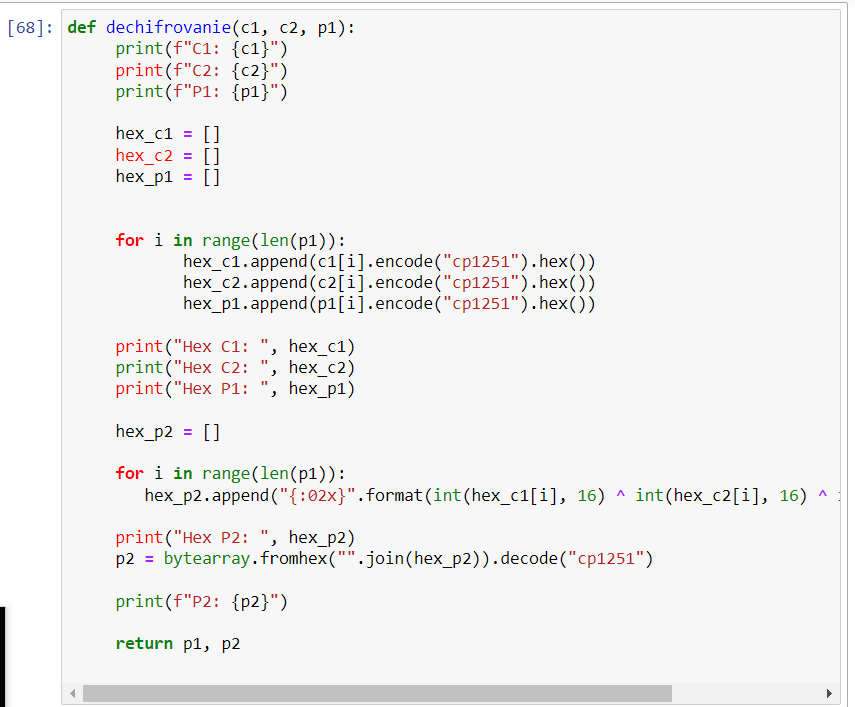 [68]: def dechifrovanie(c1, c2, p1):
print(f"C1: {c1}")
print(f"C2: {c2}")
print(f"P1: {p1}")
hex_c1 = []
hex_c2 = []
hex_p1 = []
for i in range(len(p1)):
hex_c1.append(c1[i].encode("cp1251").hex())
hex_c2.append(c2[i].encode("cp1251").hex())
hex_p1.append(p1[i].encode("cp1251").hex())
print("Hex C1: ", hex_c1)
print("Hex C2: ", hex_c2)
print("Hex P1: ", hex_p1)
hex_p2 = []
for i in range(len(p1)):
hex_p2.append("{:02x}".format(int(hex_c1[i], 16) ^ int(hex_c2[i], 16) ^
print("Hex P2: ", hex_p2)
p2 = bytearray.fromhex("".join(hex_p2)).decode("cp1251")
print(f"P2: {p2}")
return p1, p2